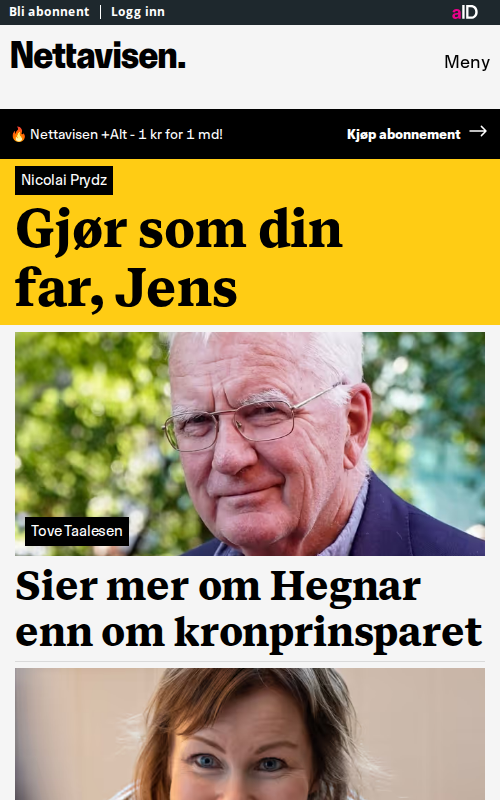 Bli abonnent | Logg inn
aID
Nettavisen.
Meny
🔥 Nettavisen +Alt - 1 kr for 1 md!
Kjøp abonnement →
Nicolai Prydz
Gjør som din
far, Jens
Tove Taalesen
Sier mer om Hegnar
enn om kronprinsparet